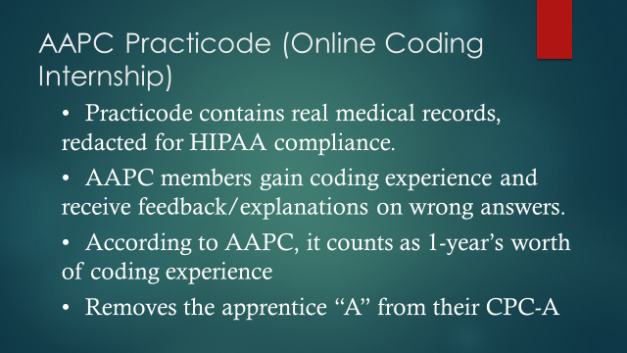 AAPC Practicode (Online Coding
Internship)
• Practicode contains real medical records,
redacted for HIPAA compliance.
• AAPC members gain coding experience and
receive feedback/explanations on wrong answers.
• According to AAPC, it counts as 1-year’s worth
of coding experience
• Removes the apprentice “A” from their CPC-A